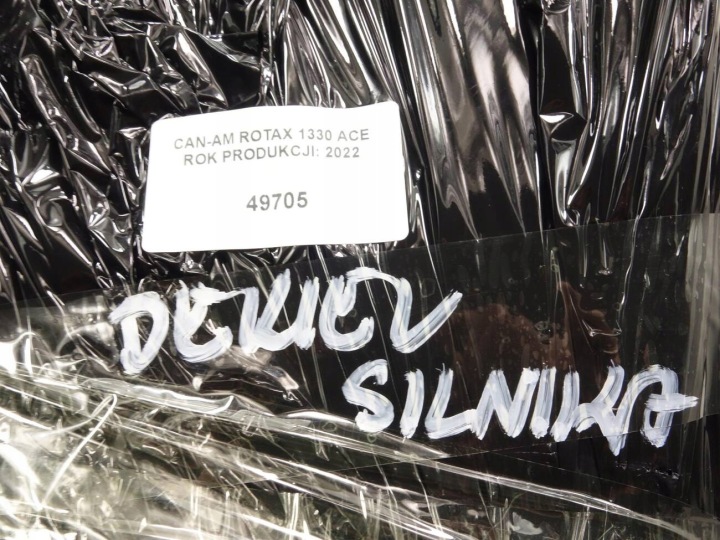 CAN-AM ROTAX 1330 ACE
ROK PRODUKCJI: 2022
49705
DEKIEL
SILNIKA